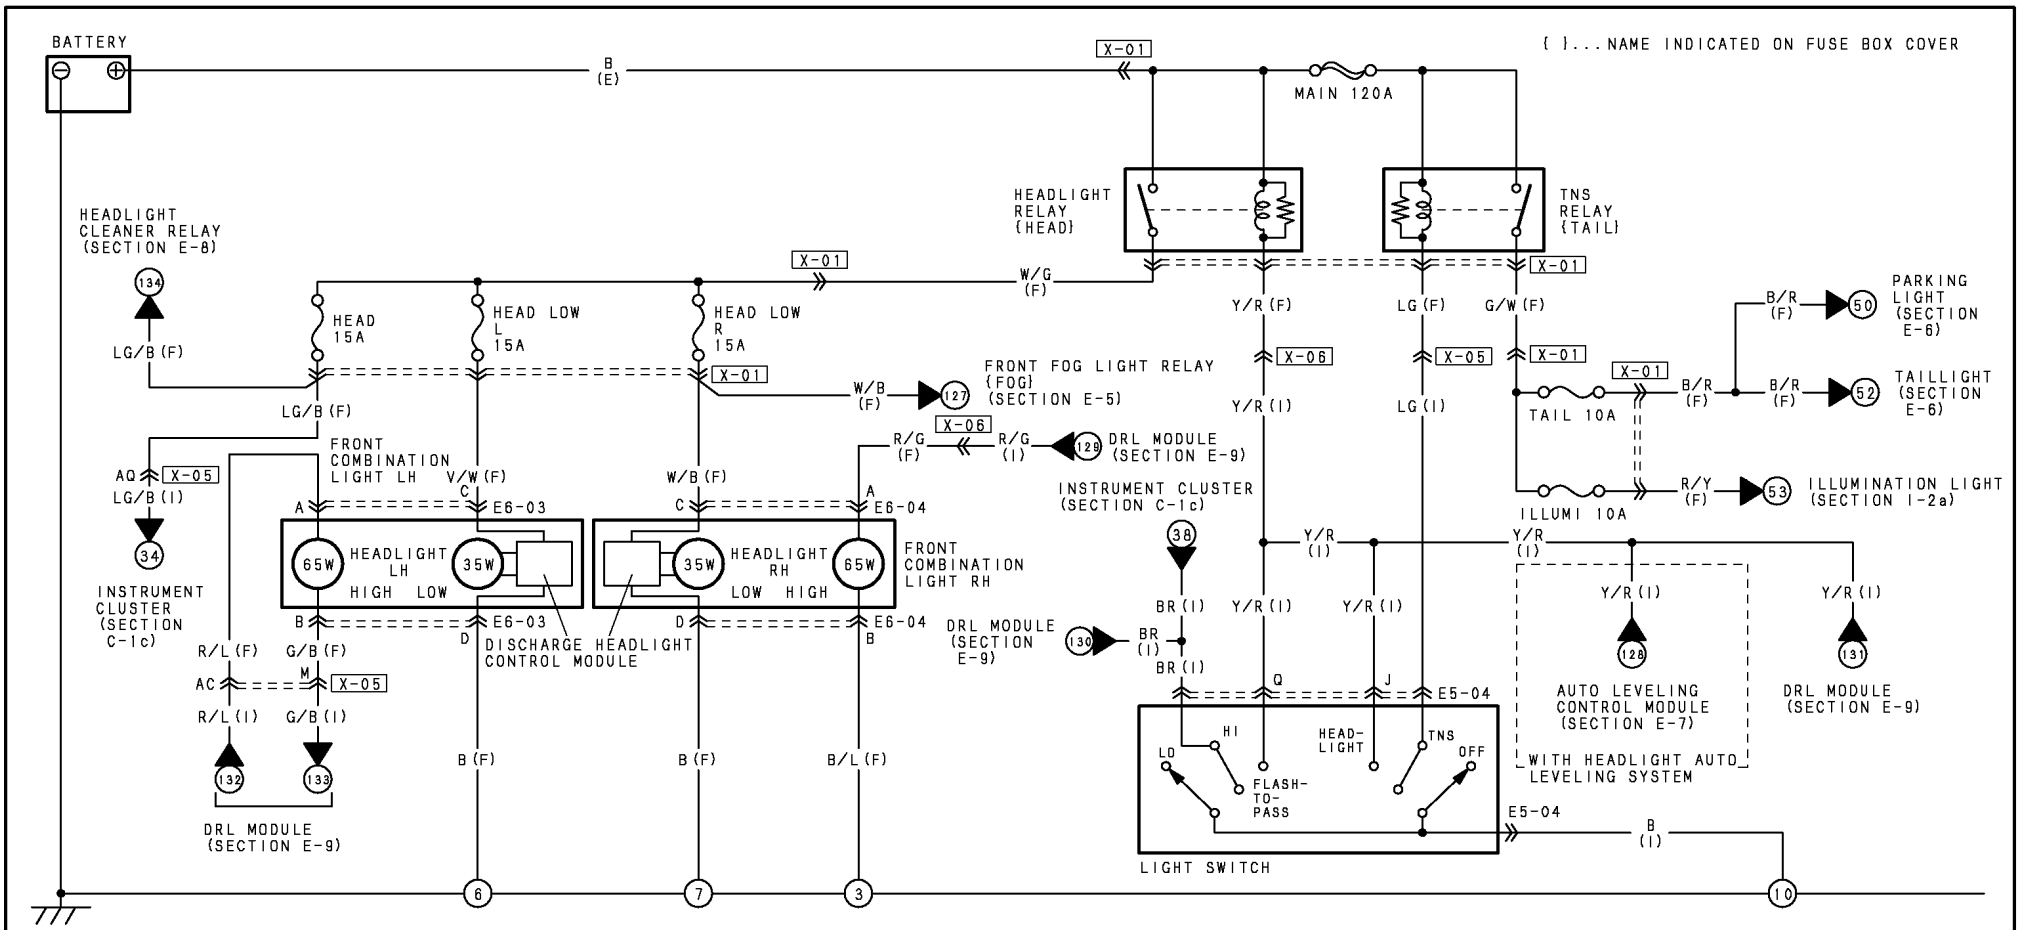 BATTERY
B
(E)
X-01
{ }...NAME INDICATED ON FUSE BOX COVER
MAIN 120A
HEADLIGHT
RELAY
{HEAD}
TNS
RELAY
{TAIL}
HEADLIGHT
CLEANER RELAY
(SECTION E-8)
134
LG/B (F)
X-01
W/G
(F)
X-01
HEAD
15A
HEAD LOW
L
15A
HEAD LOW
R
15A
X-01
Y/R (F)
LG (F)
G/W (F)
X-06
X-05
X-01
B/R
(F)
50
PARKING
LIGHT
(SECTION
E-6)
FRONT FOG LIGHT RELAY
{FOG}
(SECTION E-5)
W/B
(F)
127
X-01
TAIL 10A
B/R
(F)
B/R
(F)
52
TAILLIGHT
(SECTION
E-6)
Y/R (I)
LG (I)
LG/B (F)
AQ
X-05
LG/B (I)
34
INSTRUMENT
CLUSTER
(SECTION
C-1c)
FRONT
COMBINATION
LIGHT LH
V/W (F)
W/B (F)
R/G
(F)
X-06
R/G
(I)
129
DRL MODULE
(SECTION E-9)
INSTRUMENT CLUSTER
(SECTION C-1c)
38
ILLUMI 10A
R/Y
(F)
53
ILLUMINATION LIGHT
(SECTION I-2a)
A
C
E6-03
C
A
E6-04
65W
HEADLIGHT
LH
HIGH
LOW
35W
35W
HEADLIGHT
RH
LOW
HIGH
65W
FRONT
COMBINATION
LIGHT RH
Y/R
(I)
Y/R
(I)
B
D
E6-03
D
B
E6-04
DISCHARGE HEADLIGHT
CONTROL MODULE
R/L (F)
G/B (F)
AC
M
X-05
R/L (I)
G/B (I)
132
133
DRL MODULE
(SECTION E-9)
BR (I)
Y/R (I)
Y/R (I)
Y/R (I)
Y/R (I)
DRL MODULE
(SECTION
E-9)
130
BR
(I)
BR (I)
128
131
AUTO LEVELING
CONTROL MODULE
(SECTION E-7)
DRL MODULE
(SECTION E-9)
WITH HEADLIGHT AUTO
LEVELING SYSTEM
Q
J
E5-04
B (F)
B (F)
B/L (F)
LO
HI
FLASH-
TO-
PASS
HEAD-
LIGHT
TNS
OFF
E5-04
B
(I)
LIGHT SWITCH
6
7
3
10